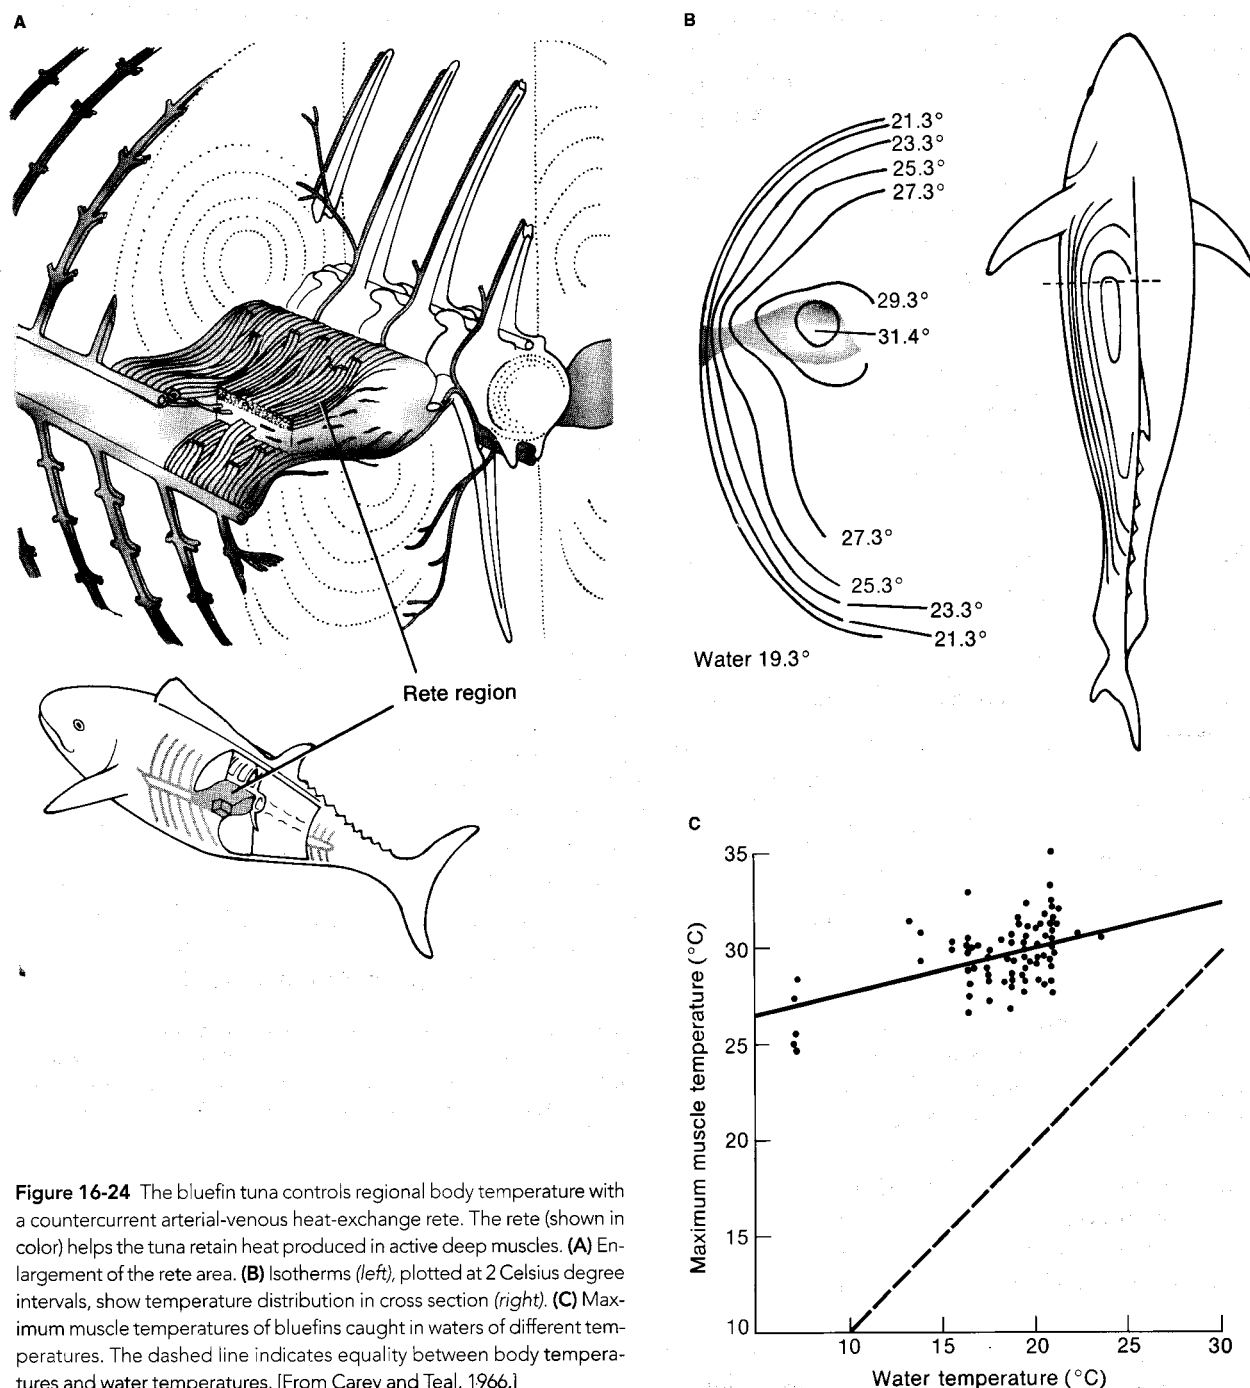 A
Rete region
B
21.3°
23.3°
25.3°
27.3°
29.3°
31.4°
27.3°
25.3°
23.3°
21.3°
Water 19.3°
C
35
30
25
20
15
10
Maximum muscle temperature (°C)
10 15 20 25 30
Water temperature (°C)
Figure 16-24 The bluefin tuna controls regional body temperature with
a countercurrent arterial-venous heat-exchange rete. The rete (shown in
color) helps the tuna retain heat produced in active deep muscles. (A) En-
largement of the rete area. (B) Isotherms (left), plotted at 2 Celsius degree
intervals, show temperature distribution in cross section (right). (C) Max-
imum muscle temperatures of bluefins caught in waters of different tem-
peratures. The dashed line indicates equality between body tempera-
tures and water temperatures. [From Carey and Teal, 1966.]